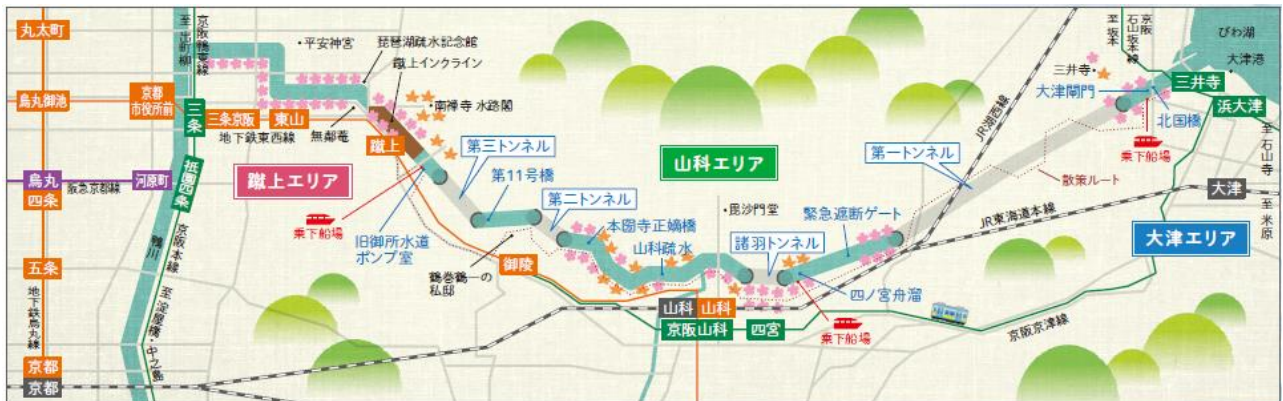 丸太町
烏丸御池
烏丸
四条
五条
地下鉄烏丸線
京都
京都
京都
市役所前
阪急京都線
河原町
至出町柳
京阪鴨東線
三条
祇園四条
鴨川
京阪本線
至淀屋橋・中之島
・平安神宮
琵琶湖疏水記念館
蹴上インクライン
・南禅寺 水路閣
三条京阪
東山
地下鉄東西線
無鄰菴
蹴上
蹴上エリア
乗下船場
旧御所水道
ポンプ室
第三トンネル
第11号橋
第二トンネル
鶴巻鶴一の
私邸
御陵
本圀寺正嫡橋
山科疏水
山科エリア
・毘沙門堂
諸羽トンネル
緊急遮断ゲート
四ノ宮舟溜
乗下船場
山科
山科
京阪山科
四宮
京阪京津線
第一トンネル
JR湖西線
散策ルート
JR東海道本線
大津エリア
大津
至米原
至石山寺
浜大津
三井寺
北国橋
乗下船場
大津閘門
三井寺・
至坂本
京阪
石山坂本線
びわ湖
大津港